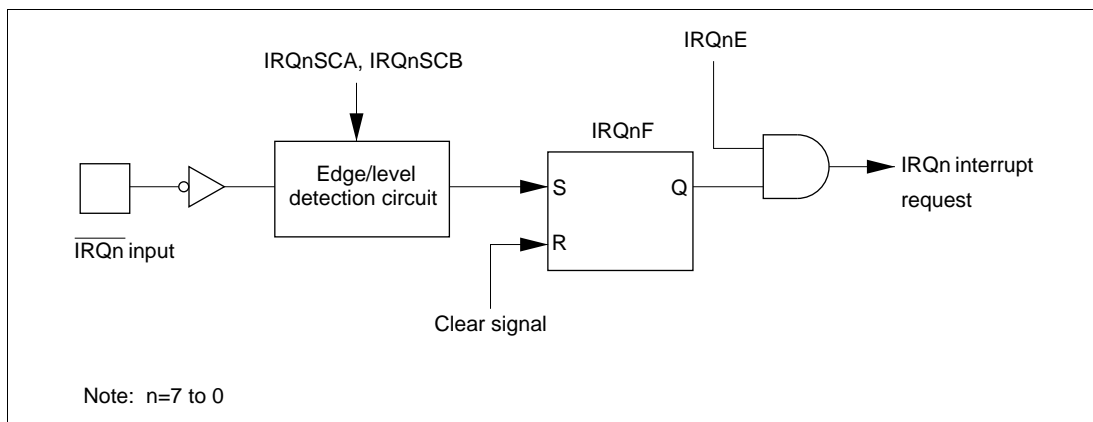 IRQnE
IRQnSCA, IRQnSCB
IRQnF
Edge/level
detection circuit
S
Q
IRQn interrupt
request
R
IRQn input
Clear signal
Note: n=7 to 0